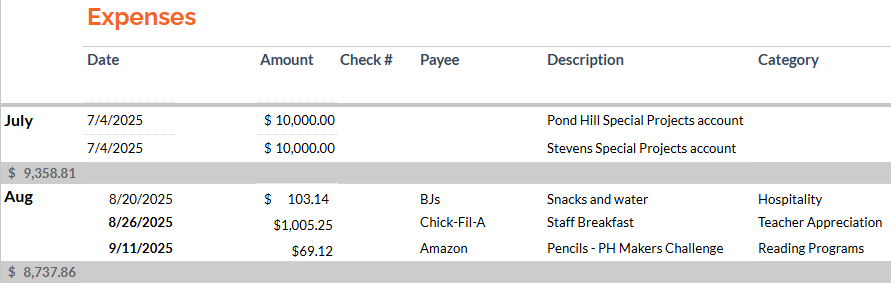 Expenses
Date Amount Check # Payee Description Category
July 7/4/2025 $ 10,000.00 Pond Hill Special Projects account
7/4/2025 $ 10,000.00 Stevens Special Projects account
$ 9,358.81
Aug 8/20/2025 $ 103.14 BJs Snacks and water Hospitality
8/26/2025 $1,005.25 Chick-Fil-A Staff Breakfast Teacher Appreciation
9/11/2025 $69.12 Amazon Pencils - PH Makers Challenge Reading Programs
$ 8,737.86